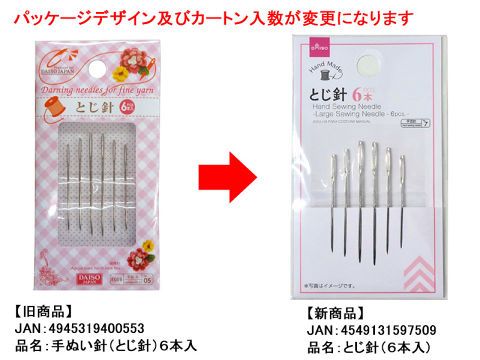 パッケージデザイン及びカートン入数が変更になります
DAISO JAPAN
Darning needles for fine yarn
とじ針
6本入
DAISO
JAPAN
05
DAISO
Hand Made
とじ針 6本
Hand Sewing Needle
-Large Sewing Needle - 6pcs-
※写真はイメージです。
【旧商品】
JAN:4945319400553
品名:手ぬい針(とじ針)6本入
【新商品】
JAN:4549131597509
品名:とじ針(6本入)